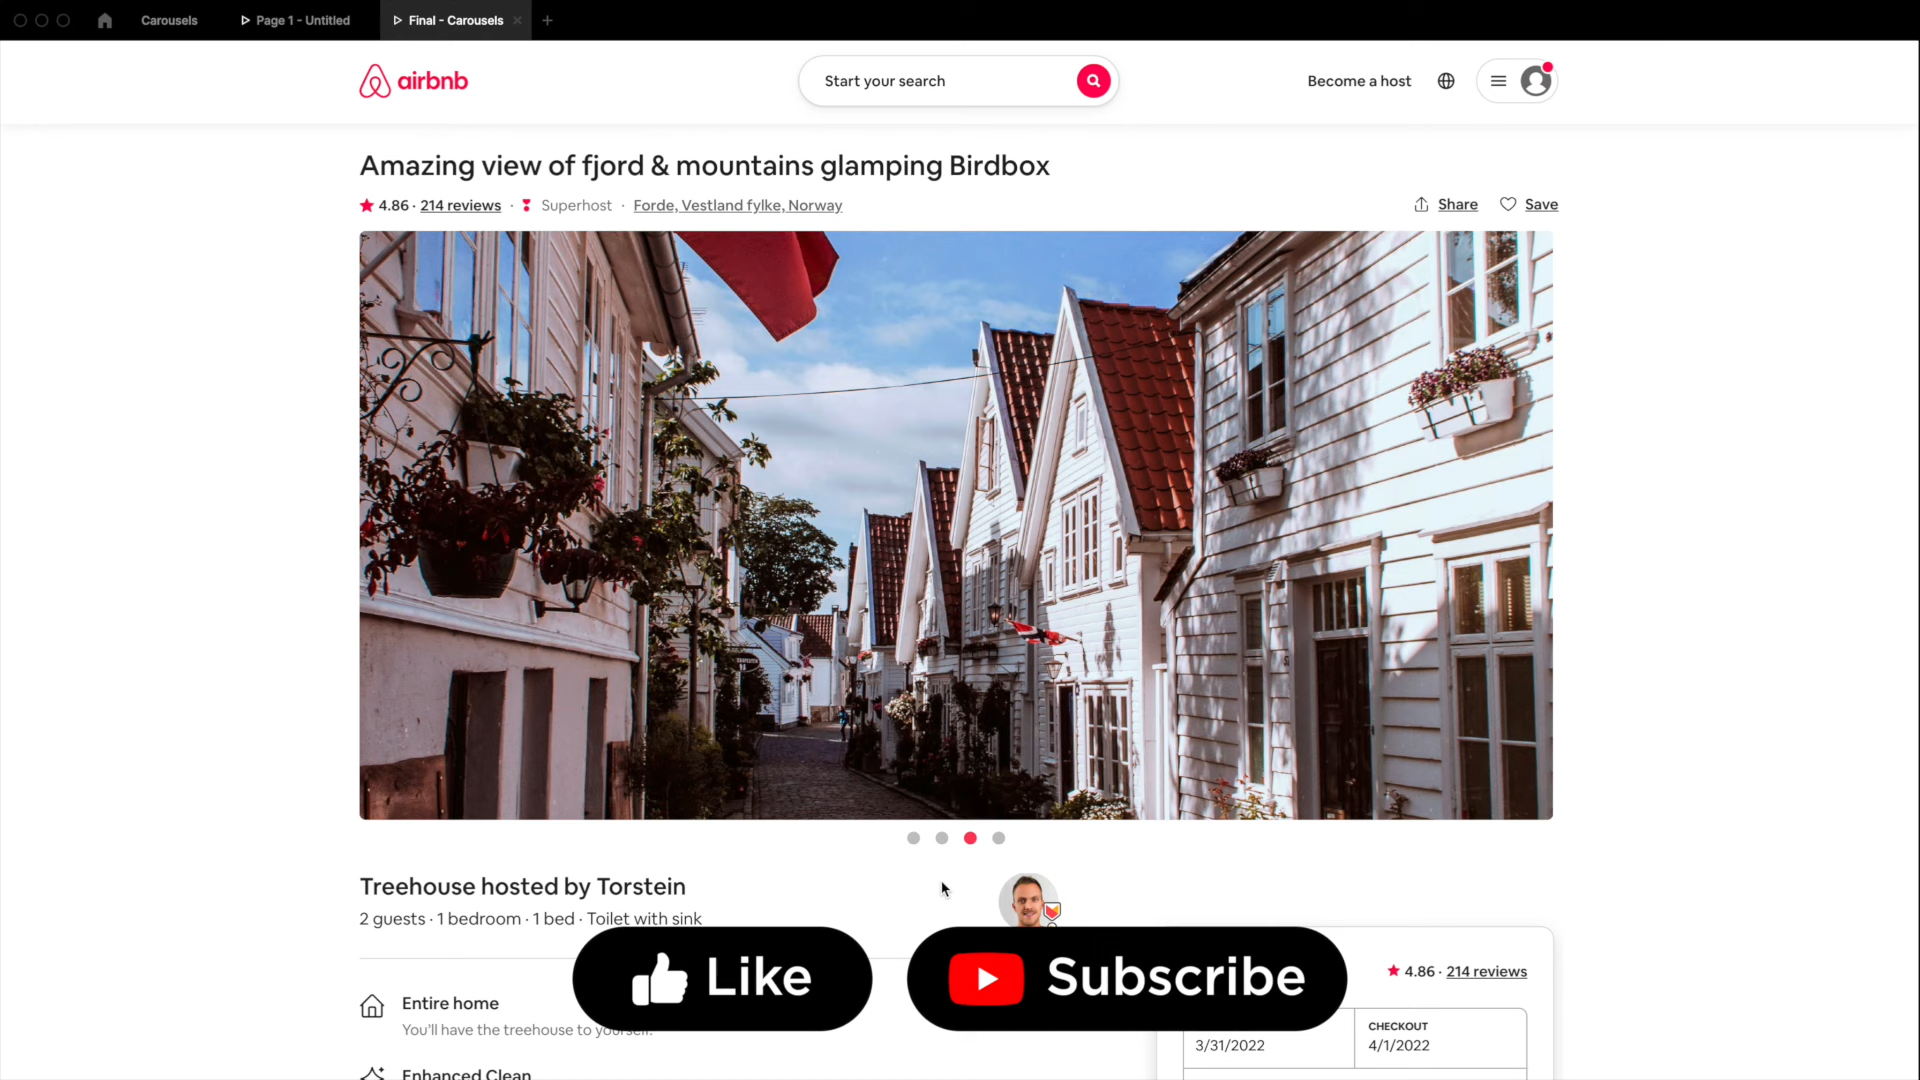 Carousels
Page 1 - Untitled
Final - Carousels
airbnb
Start your search
Become a host
Amazing view of fjord & mountains glamping Birdbox
4.86 · 214 reviews · Superhost · Forde, Vestland fylke, Norway
Share
Save
Treehouse hosted by Torstein
2 guests · 1 bedroom · 1 bed · Toilet with sink
Like
Subscribe
4.86 · 214 reviews
Entire home
You'll have the treehouse to yourself.
3/31/2022
CHECKOUT
4/1/2022
Enhanced Clean